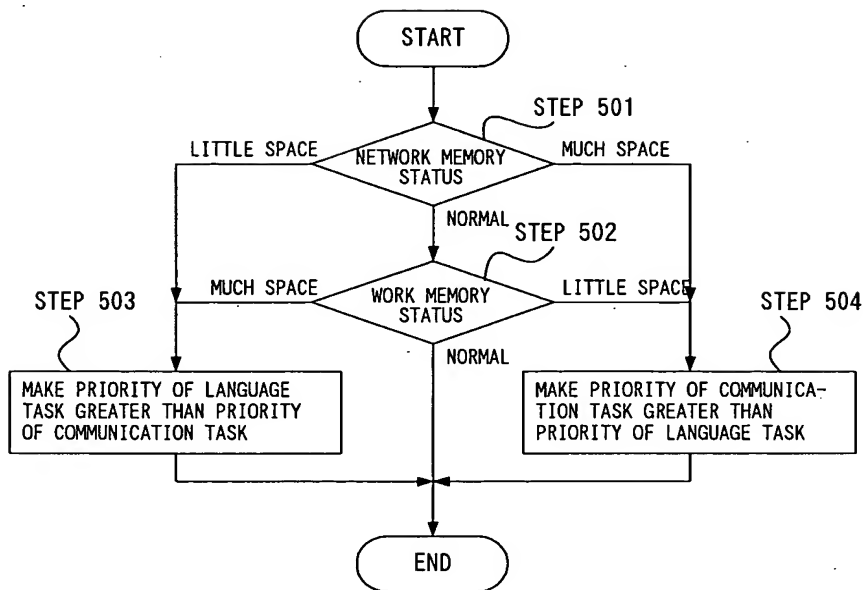 START
STEP 501
LITTLE SPACE
NETWORK MEMORY
STATUS
MUCH SPACE
NORMAL
STEP 502
MUCH SPACE
WORK MEMORY
STATUS
LITTLE SPACE
STEP 503
STEP 504
NORMAL
MAKE PRIORITY OF LANGUAGE
TASK GREATER THAN PRIORITY
OF COMMUNICATION TASK
MAKE PRIORITY OF COMMUNICA-
TION TASK GREATER THAN
PRIORITY OF LANGUAGE TASK
END